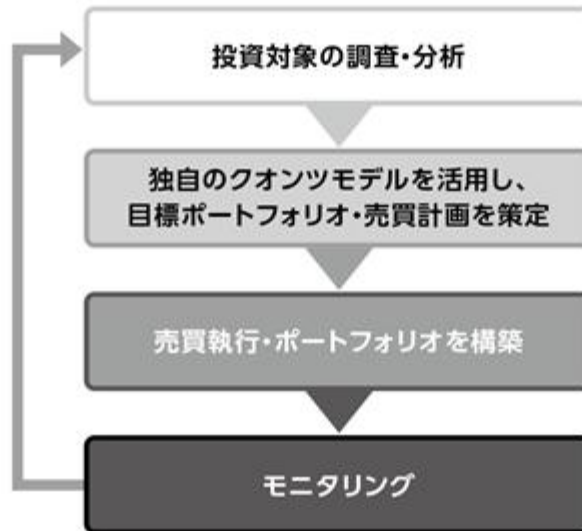 投資対象の調査・分析
独自のクオンツモデルを活用し、
目標ポートフォリオ・売買計画を策定
売買執行・ポートフォリオを構築
モニタリング